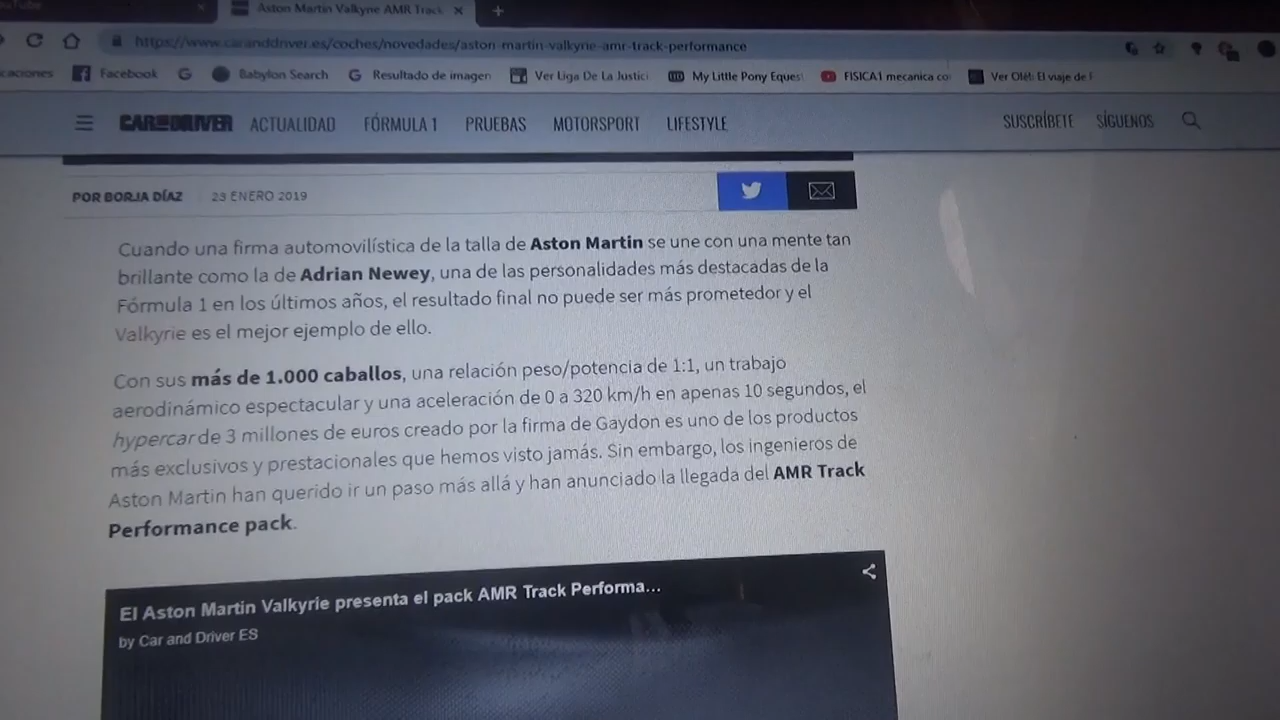 Aston Martin Valkyrie AMR Track
https://www.caranddriver.es/coches/novedades/aston-martin-valkyrie-amr-track-performance
caciones Facebook Babylon Search Resultado de imagen Ver Liga De La Justici My Little Pony Equest FISICA1 mecanica co Ver Olé!: El viaje de F
CAR AND DRIVER ACTUALIDAD FÓRMULA 1 PRUEBAS MOTORSPORT LIFESTYLE SUSCRÍBETE SÍGUENOS
POR BORJA DÍAZ 23 ENERO 2019
Cuando una firma automovilística de la talla de Aston Martin se une con una mente tan
brillante como la de Adrian Newey, una de las personalidades más destacadas de la
Fórmula 1 en los últimos años, el resultado final no puede ser más prometedor y el
Valkyrie es el mejor ejemplo de ello.
Con sus más de 1.000 caballos, una relación peso/potencia de 1:1, un trabajo
aerodinámico espectacular y una aceleración de 0 a 320 km/h en apenas 10 segundos, el
hypercar de 3 millones de euros creado por la firma de Gaydon es uno de los productos
más exclusivos y prestacionales que hemos visto jamás. Sin embargo, los ingenieros de
Aston Martin han querido ir un paso más allá y han anunciado la llegada del AMR Track
Performance pack.
El Aston Martin Valkyrie presenta el pack AMR Track Performa...
by Car and Driver ES